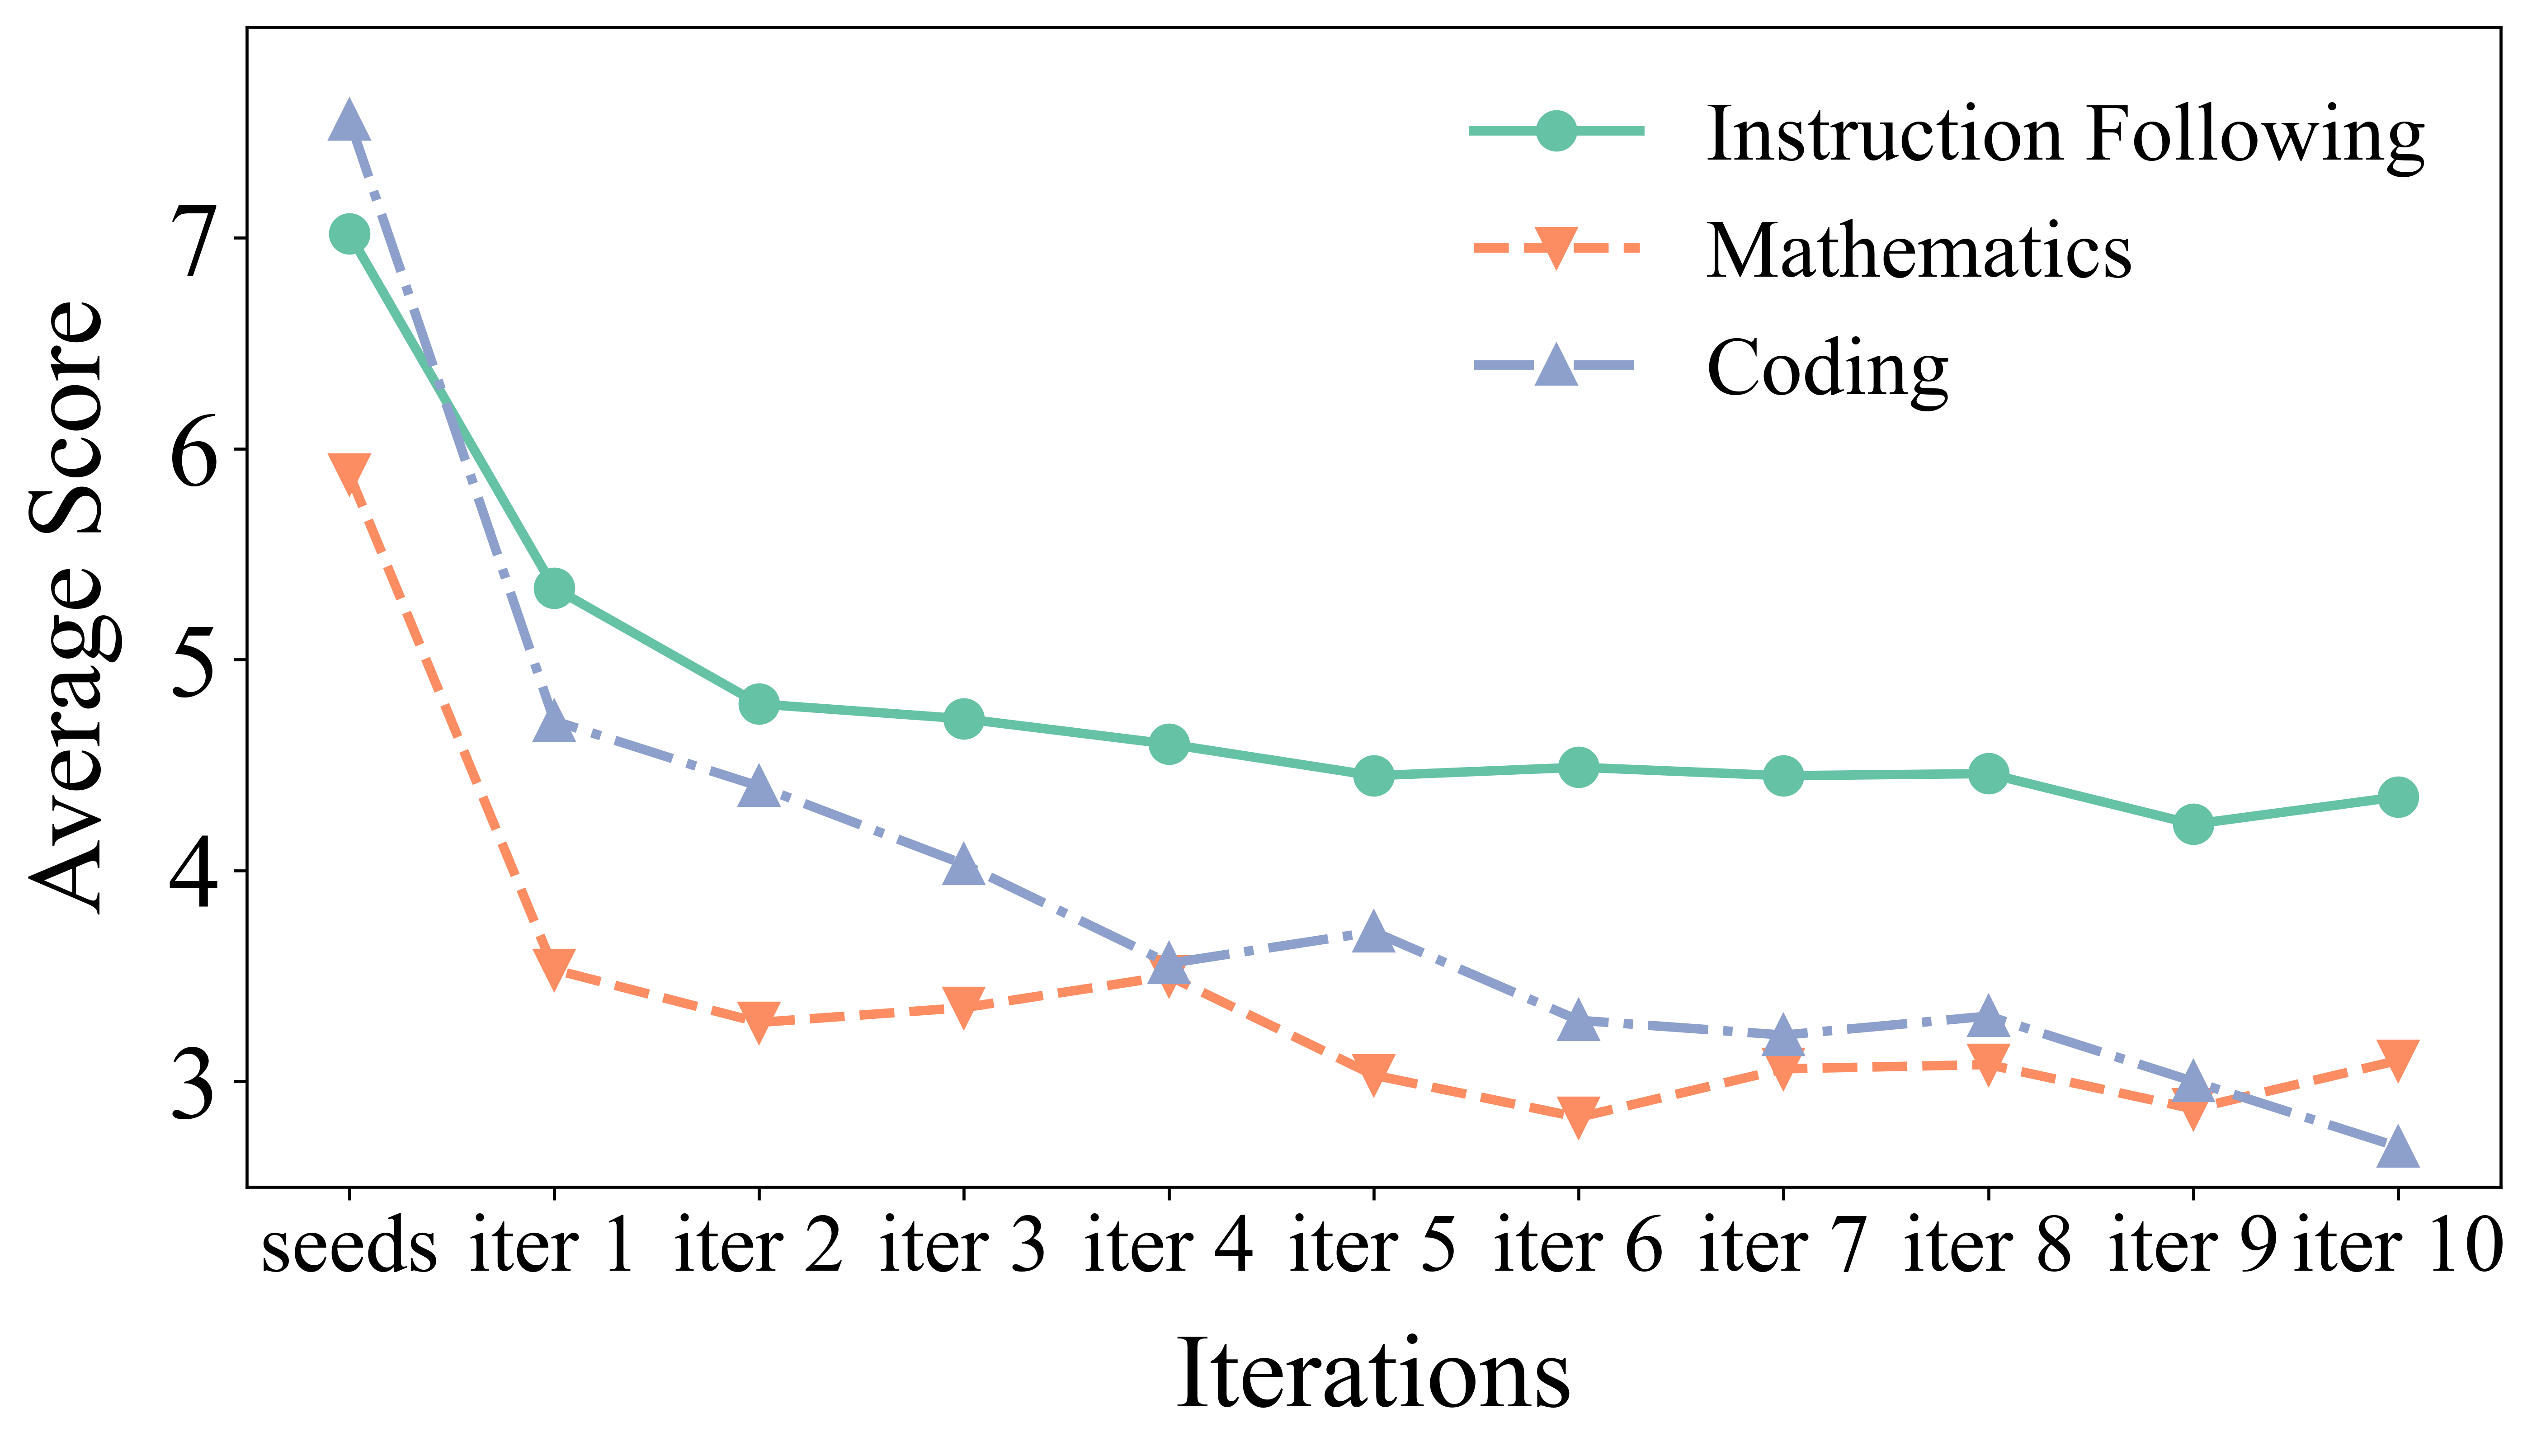 Instruction Following
Mathematics
Coding
Average Score
7
6
5
4
3
seeds iter 1 iter 2 iter 3 iter 4 iter 5 iter 6 iter 7 iter 8 iter 9 iter 10
Iterations